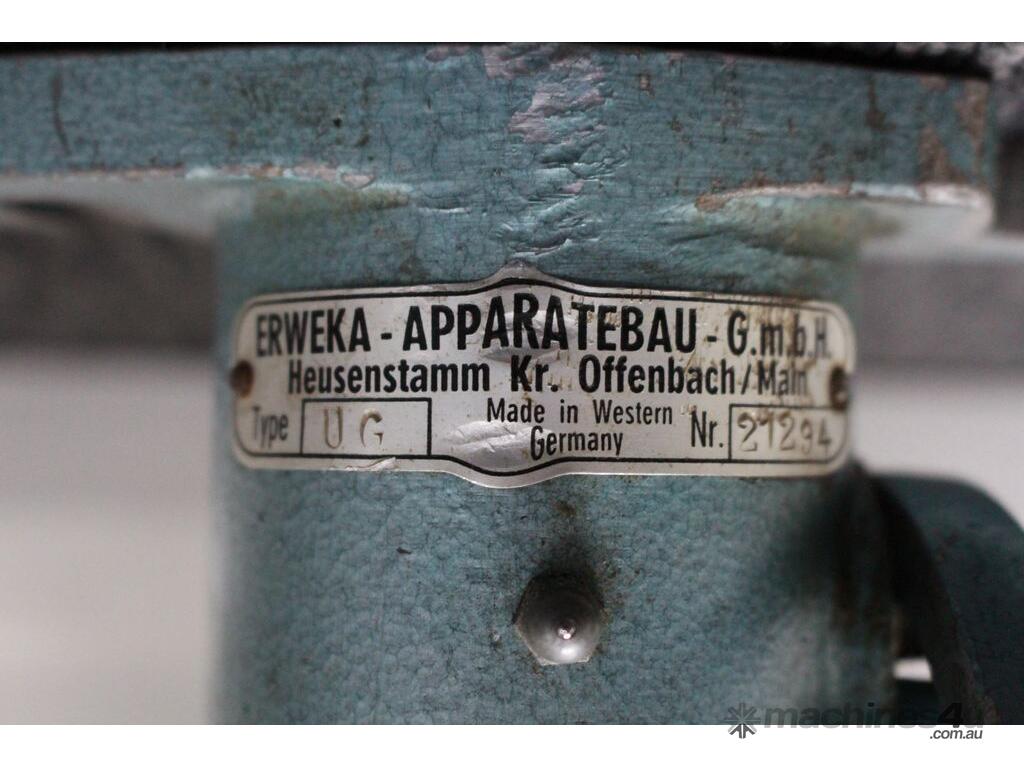 ERWEKA - APPARATEBAU - G.m.b.H.
Heusenstamm Kr. Offenbach/Main
Type UG Made in Western Germany Nr. 21294
machines4u
.com.au